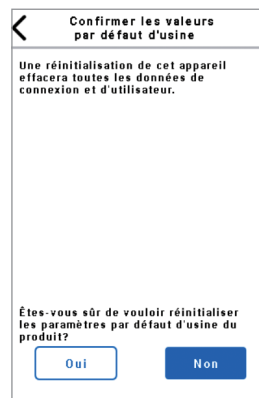 Confirmer les valeurs
par défaut d'usine
Une réinitialisation de cet appareil
effacera toutes les données de
connexion et d'utilisateur.
Êtes-vous sûr de vouloir réinitialiser
les paramètres par défaut d'usine du
produit?
Oui
Non